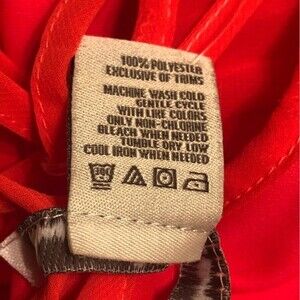 100% POLYESTER
EXCLUSIVE OF TRIMS
MACHINE WASH COLD
GENTLE CYCLE
WITH LIKE COLORS
ONLY NON-CHLORINE
BLEACH WHEN NEEDED
TUMBLE DRY LOW
COOL IRON WHEN NEEDED